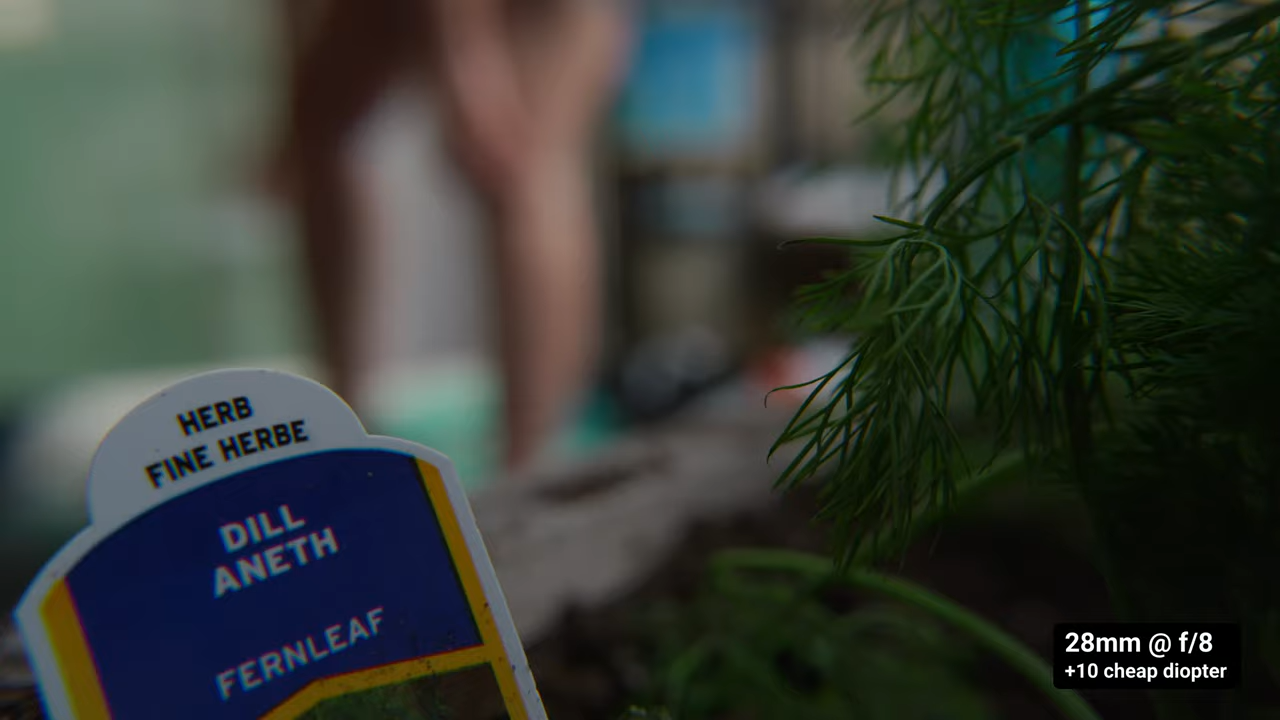 HERB
FINE HERBE
DILL
ANETH
FERNLEAF
28mm @ f/8
+10 cheap diopter